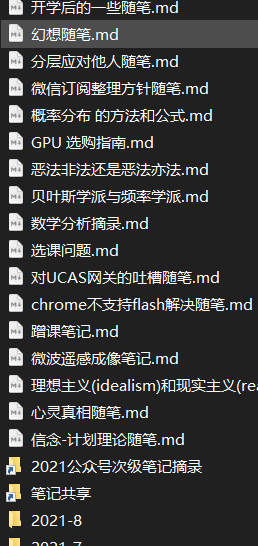 开学后的一些随笔.md
幻想随笔.md
分层应对他人随笔.md
微信订阅整理方针随笔.md
概率分布 的方法和公式.md
GPU 选购指南.md
恶法非法还是恶法亦法.md
贝叶斯学派与频率学派.md
数学分析摘录.md
选课问题.md
对UCAS网关的吐槽随笔.md
chrome不支持flash解决随笔.md
蹭课笔记.md
微波遥感成像笔记.md
理想主义(idealism)和现实主义(rea
心灵真相随笔.md
信念-计划理论随笔.md
2021公众号次级笔记摘录
笔记共享
2021-8
2021-7